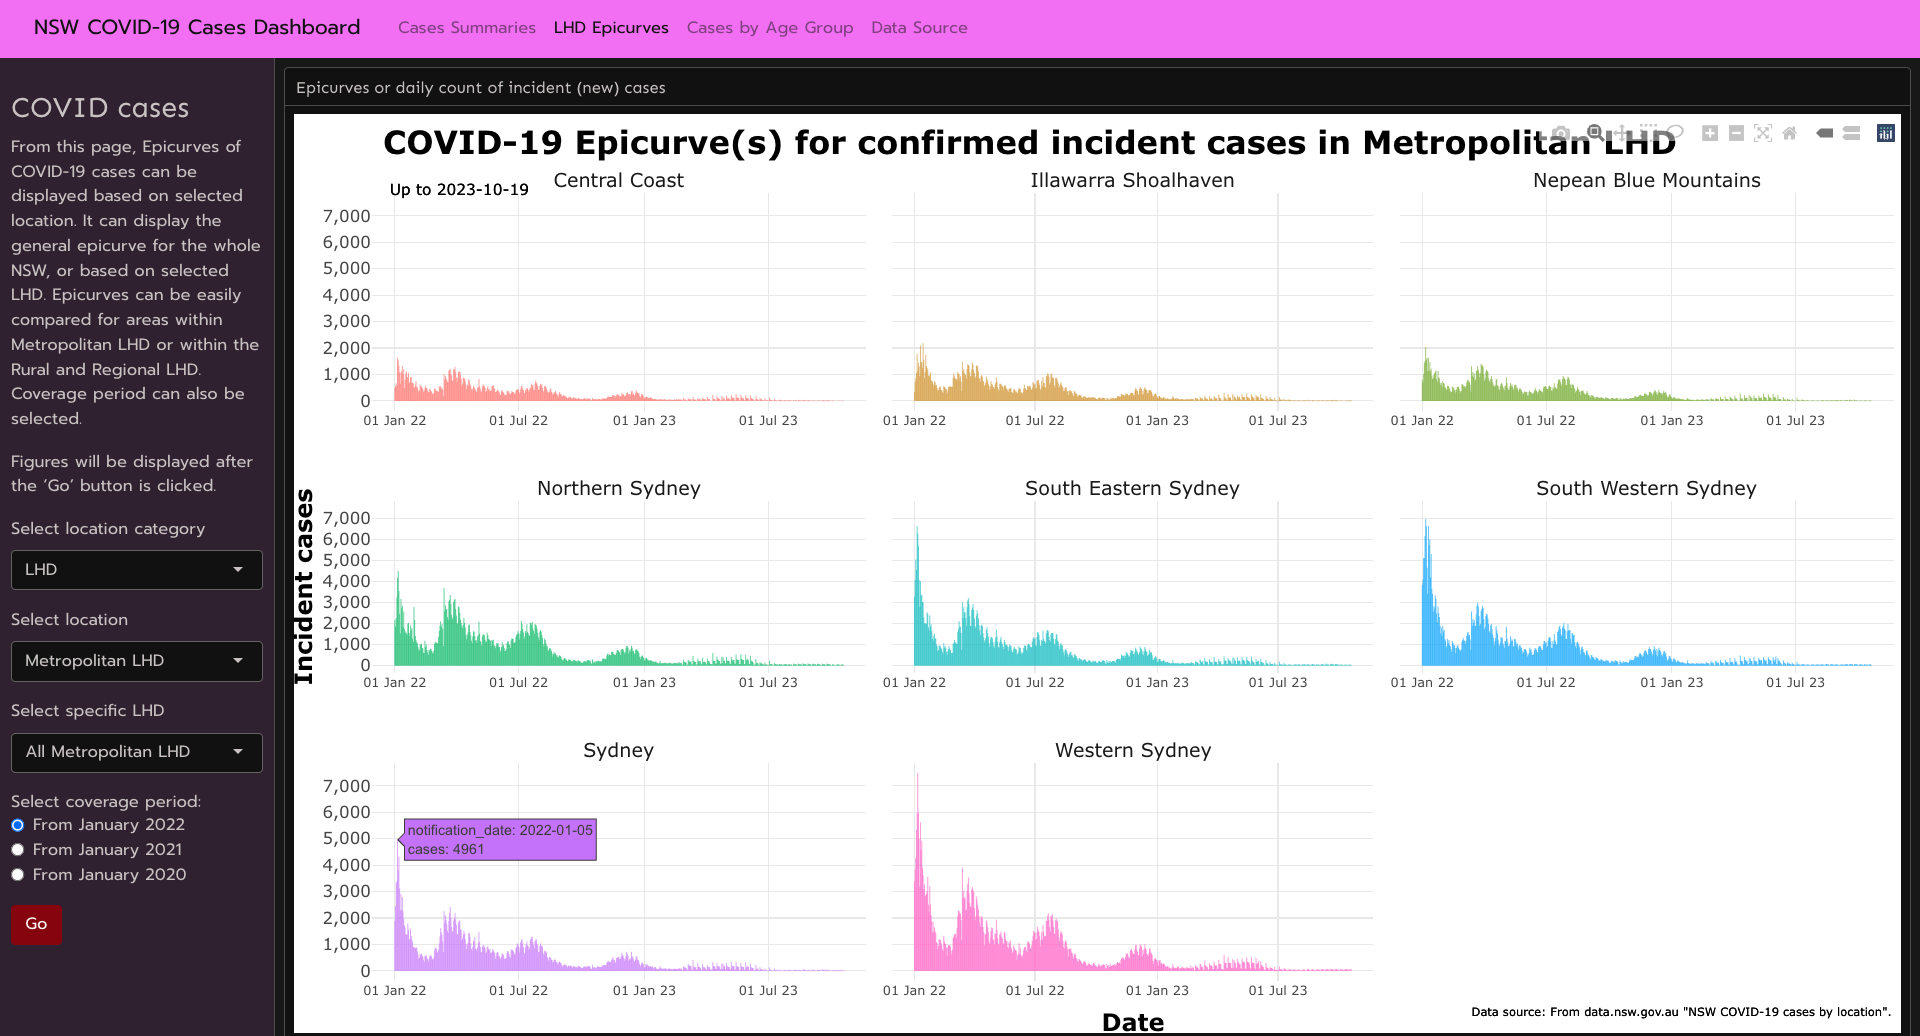 NSW COVID-19 Cases Dashboard
Cases Summaries
LHD Epicurves
Cases by Age Group
Data Source
COVID cases
From this page, Epicurves of
COVID-19 cases can be
displayed based on selected
location. It can display the
general epicurve for the whole
NSW, or based on selected
LHD. Epicurves can be easily
compared for areas within
Metropolitan LHD or within the
Rural and Regional LHD.
Coverage period can also be
selected.
Figures will be displayed after
the ‘Go’ button is clicked.
Select location category
LHD
Select location
Metropolitan LHD
Select specific LHD
All Metropolitan LHD
Select coverage period:
From January 2022
From January 2021
From January 2020
Go
Epicurves or daily count of incident (new) cases
COVID-19 Epicurve(s) for confirmed incident cases in Metropolitan LHD
Up to 2023-10-19
Incident cases
Central Coast
7,000
6,000
5,000
4,000
3,000
2,000
1,000
0
01 Jan 22
01 Jul 22
01 Jan 23
01 Jul 23
Illawarra Shoalhaven
01 Jan 22
01 Jul 22
01 Jan 23
01 Jul 23
Nepean Blue Mountains
01 Jan 22
01 Jul 22
01 Jan 23
01 Jul 23
Northern Sydney
7,000
6,000
5,000
4,000
3,000
2,000
1,000
0
01 Jan 22
01 Jul 22
01 Jan 23
01 Jul 23
South Eastern Sydney
01 Jan 22
01 Jul 22
01 Jan 23
01 Jul 23
South Western Sydney
01 Jan 22
01 Jul 22
01 Jan 23
01 Jul 23
Sydney
7,000
6,000
5,000
4,000
3,000
2,000
1,000
0
notification_date: 2022-01-05
cases: 4961
01 Jan 22
01 Jul 22
01 Jan 23
01 Jul 23
Western Sydney
01 Jan 22
01 Jul 22
01 Jan 23
01 Jul 23
Date
Data source: From data.nsw.gov.au "NSW COVID-19 cases by location".